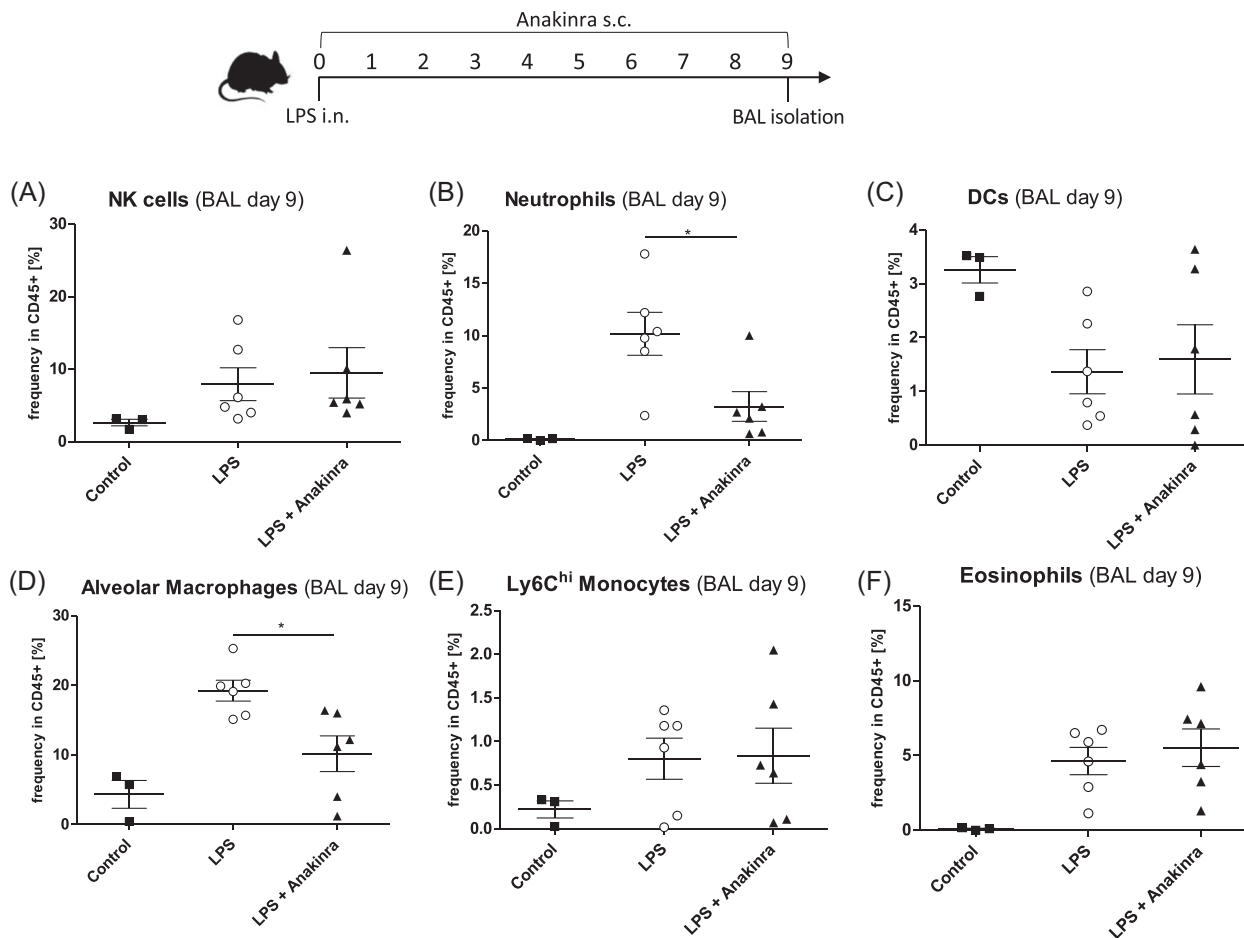 Anakinra s.c.
0 1 2 3 4 5 6 7 8 9
LPS i.n.
BAL isolation
(A)
NK cells (BAL day 9)
frequency in CD45+ [%]
30
20
10
0
Control
LPS
LPS + Anakinra
(B)
Neutrophils (BAL day 9)
frequency in CD45+ [%]
20
15
10
5
0
*
Control
LPS
LPS + Anakinra
(C)
DCs (BAL day 9)
frequency in CD45+ [%]
4
3
2
1
0
Control
LPS
LPS + Anakinra
(D)
Alveolar Macrophages (BAL day 9)
frequency in CD45+ [%]
30
20
10
0
*
Control
LPS
LPS + Anakinra
(E)
Ly6Chi Monocytes (BAL day 9)
frequency in CD45+ [%]
2.5
2.0
1.5
1.0
0.5
0.0
Control
LPS
LPS + Anakinra
(F)
Eosinophils (BAL day 9)
frequency in CD45+ [%]
15
10
5
0
Control
LPS
LPS + Anakinra